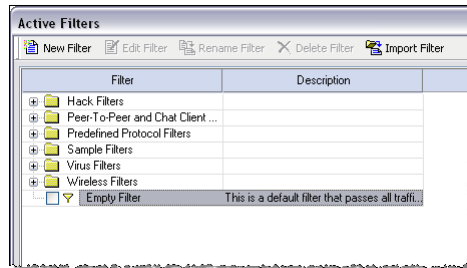 Active Filters
New Filter Edit Filter Rename Filter Delete Filter Import Filter
Filter Description
Hack Filters
Peer-To-Peer and Chat Client ...
Predefined Protocol Filters
Sample Filters
Virus Filters
Wireless Filters
Empty Filter This is a default filter that passes all traffi...